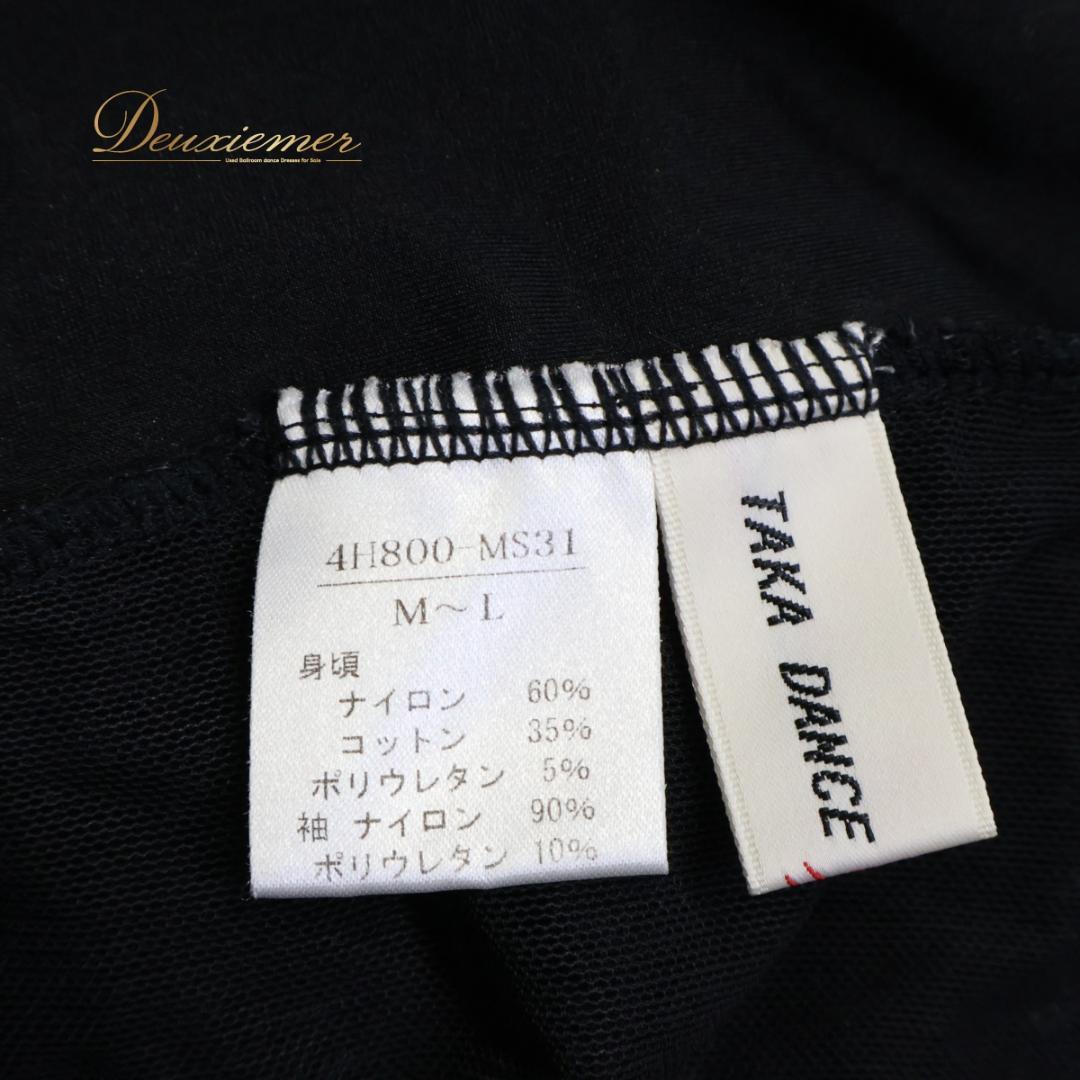 Deuxiemer
Used Ballroom dance Dresses for Sale
4H800-MS31
M～L
身頃
ナイロン 60%
コットン 35%
ポリウレタン 5%
袖 ナイロン 90%
ポリウレタン 10%
TAKA DANCE